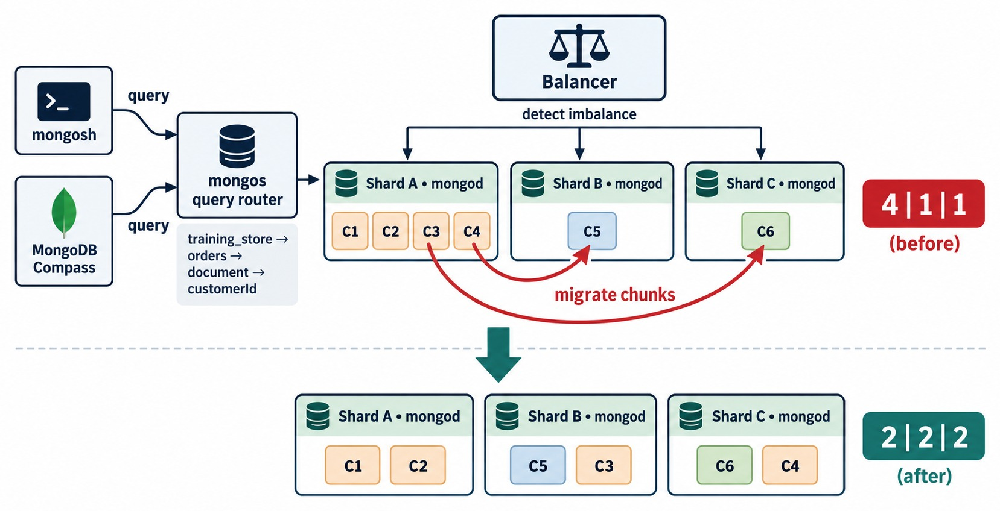 Balancer
detect imbalance
>_
mongosh
query
MongoDB
Compass
query
mongos
query router
training_store →
orders →
document →
customerId
Shard A • mongod
C1 C2 C3 C4
Shard B • mongod
C5
Shard C • mongod
C6
4 | 1 | 1
(before)
migrate chunks
Shard A • mongod
C1 C2
Shard B • mongod
C5 C3
Shard C • mongod
C6 C4
2 | 2 | 2
(after)